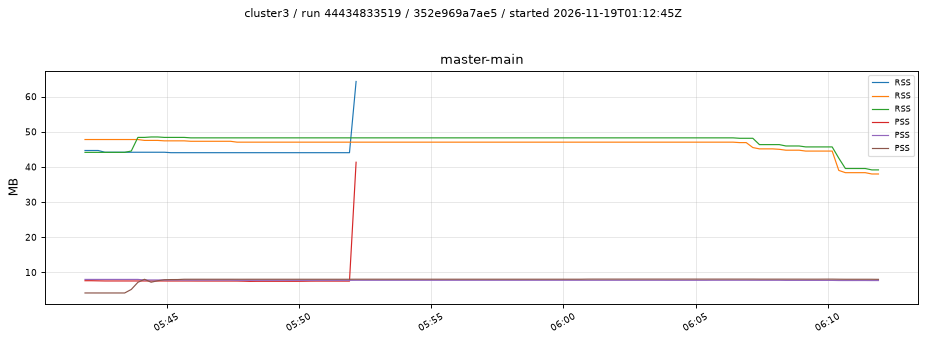 cluster3 / run 44434833519 / 352e969a7ae5 / started 2026-11-19T01:12:45Z
master-main
MB
60
50
40
30
20
10
RSS
RSS
RSS
PSS
PSS
PSS
05:45
05:50
05:55
06:00
06:05
06:10